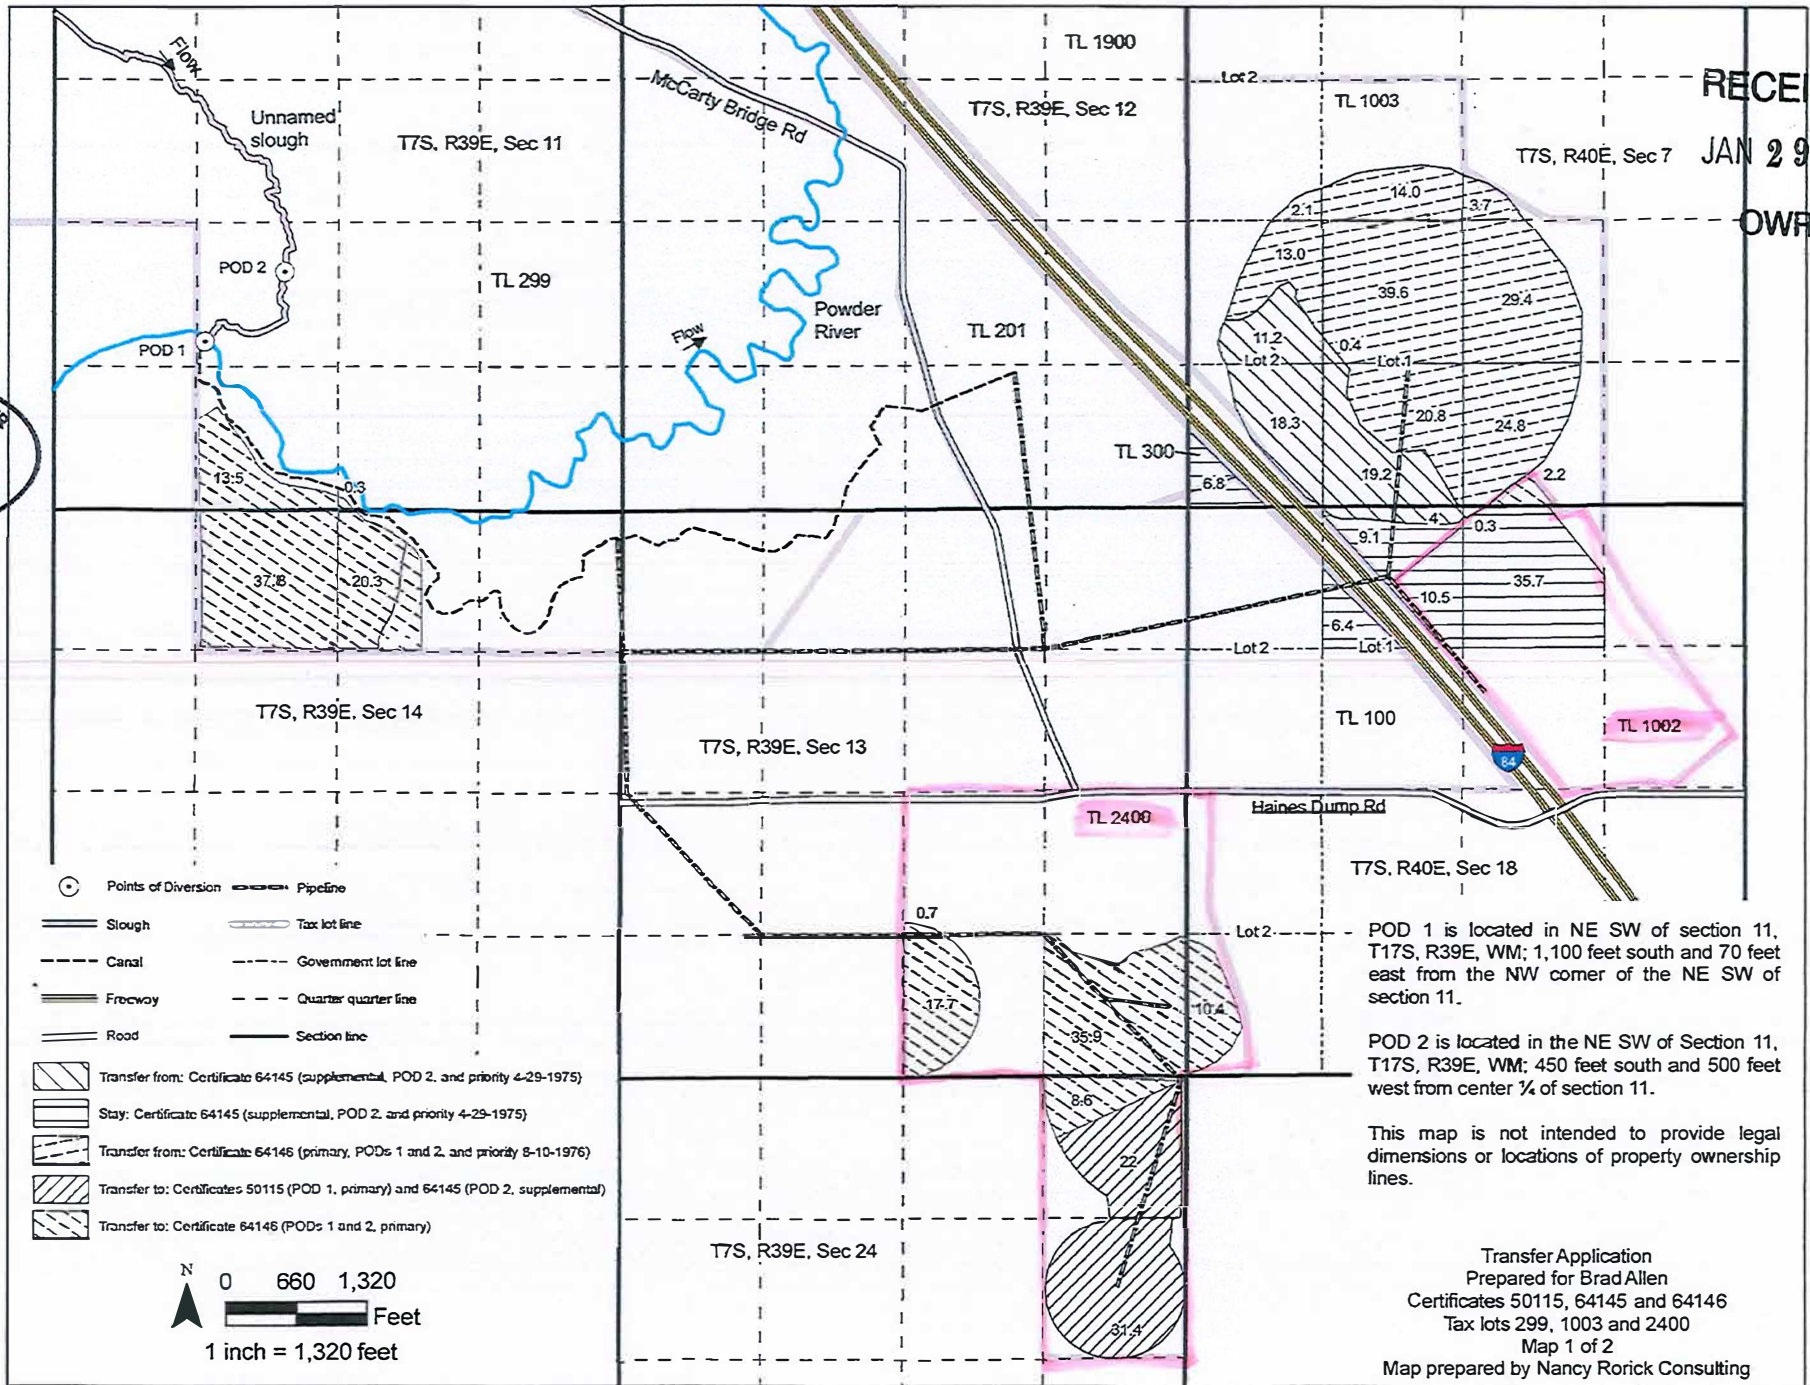 TL 1900
RECEI
JAN 29
OWR
Flow
Unnamed
slough
T7S, R39E, Sec 11
McCarty Bridge Rd
T7S, R39E, Sec 12
Lot 2
TL 1003
T7S, R40E, Sec 7
14.0
2.1
3.7
13.0
39.6
29.4
POD 2
TL 299
POD 1
Flow
Powder
River
TL 201
11.2
Lot 2
0.4
Lot 1
18.3
20.8
24.8
TL 300
6.8
19.2
2.2
13.5
0.3
.4
0.3
9.1
37.8
20.3
35.7
10.5
6.4
Lot 2
Lot 1
T7S, R39E, Sec 14
T7S, R39E, Sec 13
TL 100
TL 1002
84
TL 2400
Haines Dump Rd
T7S, R40E, Sec 18
0.7
Lot 2
17.7
35.9
10.4
8.6
22
31.4
T7S, R39E, Sec 24
Points of Diversion
Pipeline
Slough
Tax lot line
Canal
Government lot line
Freeway
Quarter quarter line
Road
Section line
Transfer from: Certificate 64145 (supplemental, POD 2, and priority 4-29-1975)
Stay: Certificate 64145 (supplemental, POD 2, and priority 4-29-1975)
Transfer from: Certificate 64146 (primary, PODs 1 and 2, and priority 8-10-1976)
Transfer to: Certificates 50115 (POD 1, primary) and 64145 (POD 2, supplemental)
Transfer to: Certificate 64146 (PODs 1 and 2, primary)
N
0 660 1,320
Feet
1 inch = 1,320 feet
POD 1 is located in NE SW of section 11,
T17S, R39E, WM; 1,100 feet south and 70 feet
east from the NW corner of the NE SW of
section 11.
POD 2 is located in the NE SW of Section 11,
T17S, R39E, WM; 450 feet south and 500 feet
west from center ¼ of section 11.
This map is not intended to provide legal
dimensions or locations of property ownership
lines.
Transfer Application
Prepared for Brad Allen
Certificates 50115, 64145 and 64146
Tax lots 299, 1003 and 2400
Map 1 of 2
Map prepared by Nancy Rorick Consulting